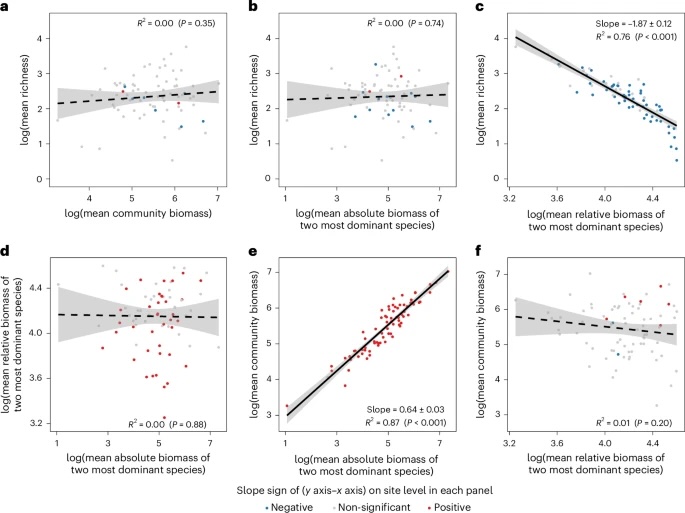 a
R² = 0.00 (P = 0.35)
log(mean richness)
4
3
2
1
0
4
5
6
7
log(mean community biomass)
b
R² = 0.00 (P = 0.74)
log(mean richness)
4
3
2
1
0
1
3
5
7
log(mean absolute biomass of
two most dominant species)
c
Slope = –1.87 ± 0.12
R² = 0.76 (P < 0.001)
log(mean richness)
4
3
2
1
0
3.2
3.6
4.0
4.4
log(mean relative biomass of
two most dominant species)
d
log(mean relative biomass of
two most dominant species)
4.4
4.0
3.6
3.2
R² = 0.00 (P = 0.88)
1
3
5
7
log(mean absolute biomass of
two most dominant species)
e
log(mean community biomass)
7
6
5
4
3
Slope = 0.64 ± 0.03
R² = 0.87 (P < 0.001)
1
3
5
7
log(mean absolute biomass of
two most dominant species)
f
log(mean community biomass)
7
6
5
4
3
R² = 0.01 (P = 0.20)
3.2
3.6
4.0
4.4
log(mean relative biomass of
two most dominant species)
Slope sign of (y axis–x axis) on site level in each panel
Negative
Non-significant
Positive